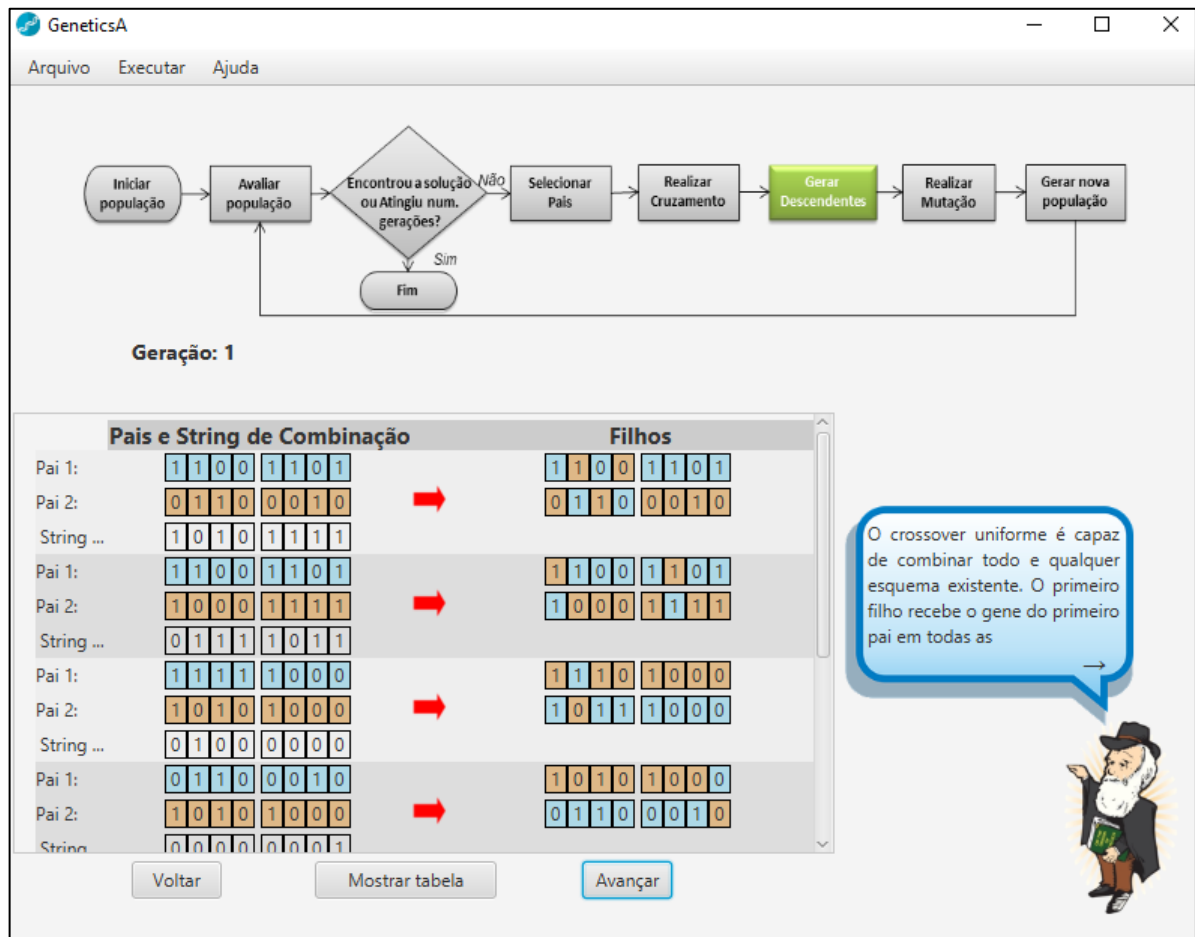 GeneticsA
Arquivo Executar Ajuda
Iniciar
população
Avaliar
população
Encontrou a solução
ou Atingiu num.
gerações?
Não
Sim
Fim
Selecionar
Pais
Realizar
Cruzamento
Gerar
Descendentes
Realizar
Mutação
Gerar nova
população
Geração: 1
Pais e String de Combinação Filhos
Pai 1: 1 1 0 0 1 1 0 1 1 1 0 0 1 1 0 1
Pai 2: 0 1 1 0 0 0 1 0 0 1 1 0 0 0 1 0
String ... 1 0 1 0 1 1 1 1
Pai 1: 1 1 0 0 1 1 0 1 1 1 0 0 1 1 0 1
Pai 2: 1 0 0 0 1 1 1 1 1 0 0 0 1 1 1 1
String ... 0 1 1 1 1 0 1 1
Pai 1: 1 1 1 1 1 0 0 0 1 1 1 0 1 0 0 0
Pai 2: 1 0 1 0 1 0 0 0 1 0 1 1 1 0 0 0
String ... 0 1 0 0 0 0 0 0
Pai 1: 0 1 1 0 0 0 1 0 1 0 1 0 1 0 0 0
Pai 2: 1 0 1 0 1 0 0 0 0 1 1 0 0 0 1 0
String 0 0 0 0 0 0 0 1
O crossover uniforme é capaz
de combinar todo e qualquer
esquema existente. O primeiro
filho recebe o gene do primeiro
pai em todas as
→
Voltar Mostrar tabela Avançar